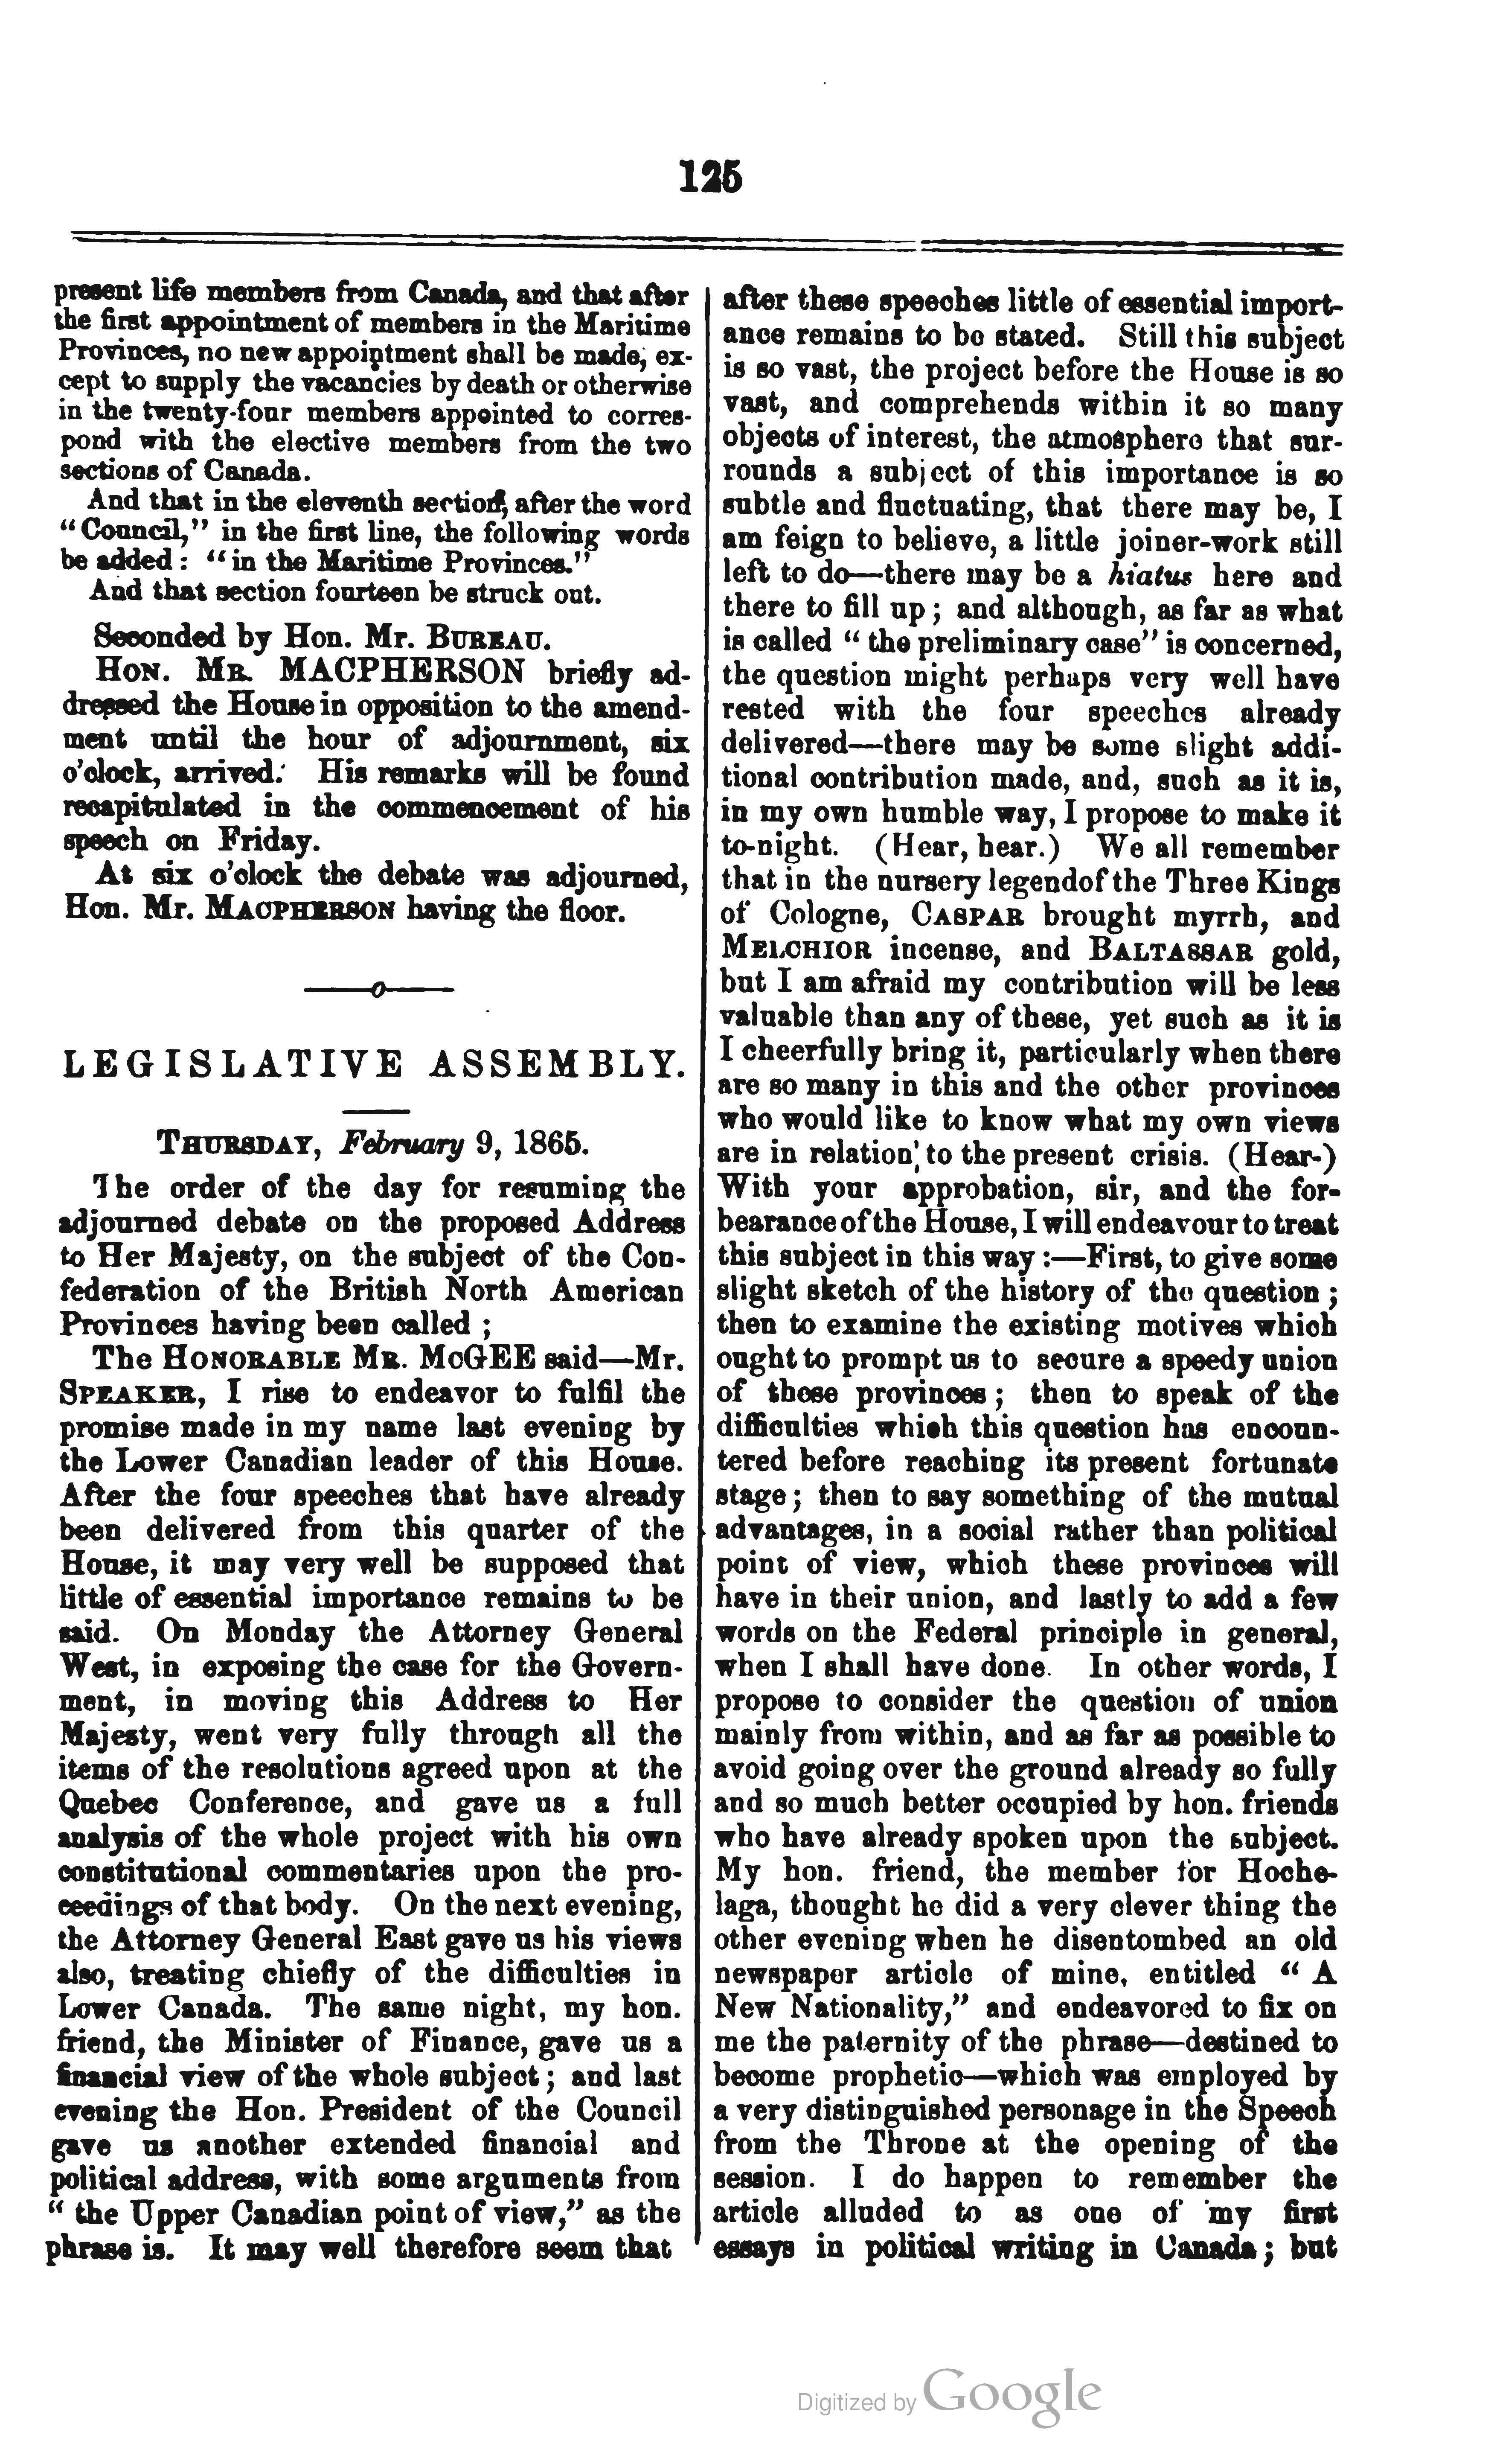 125
present life members from Canada, and that after
the first appointment of members in the Maritime
Provinces, no new appointment shall be made, ex-
cept to supply the vacancies by death or otherwise
in the twenty-four members appointed to corres-
pond with the elective members from the two
sections of Canada.
And that in the eleventh section, after the word
"Council," in the first line, the following words
be added: "in the Maritime Provinces."
And that section fourteen be struck out.
Seconded by Hon. Mr. BUREAU.
HON. MR. MACPHERSON briefly ad-
dressed the House in opposition to the amend-
ment until the hour of adjournment, six
o'clock, arrived. His remarks will be found
recapitulated in the commencement of his
speech on Friday.
At six o'clock the debate was adjourned,
Hon. Mr. MACPHERSON having the floor.
LEGISLATIVE ASSEMBLY.
THURSDAY, February 9, 1865.
The order of the day for resuming the
adjourned debate on the proposed Address
to Her Majesty, on the subject of the Con-
federation of the British North American
Provinces having been called ;
The HONORABLE MR. McGEE said—Mr.
SPEAKER, I rise to endeavor to fulfil the
promise made in my name last evening by
the Lower Canadian leader of this House.
After the four speeches that have already
been delivered from this quarter of the
House, it may very well be supposed that
little of essential importance remains to be
said. On Monday the Attorney General
West, in exposing the case for the Govern-
ment, in moving this Address to Her
Majesty, went very fully through all the
items of the resolutions agreed upon at the
Quebec Conference, and gave us a full
analysis of the whole project with his own
constitutional commentaries upon the pro-
ceedings of that body. On the next evening,
the Attorney General East gave us his views
also, treating chiefly of the difficulties in
Lower Canada. The same night, my hon.
friend, the Minister of Finance, gave us a
financial view of the whole subject; and last
evening the Hon. President of the Council
gave us another extended financial and
political address, with some arguments from
" the Upper Canadian point of view," as the
phrase is. It may well therefore seem that
after these speeches little of essential import-
ance remains to be stated. Still this subject
is so vast, the project before the House is so
vast, and comprehends within it so many
objects of interest, the atmosphere that sur-
rounds a subject of this importance is so
subtle and fluctuating, that there may be, I
am feign to believe, a little joiner-work still
left to do—there may be a hiatus here and
there to fill up; and although, as far as what
is called " the preliminary case" is concerned,
the question might perhaps very well have
rested with the four speeches already
delivered—there may be some slight addi-
tional contribution made, and, such as it is,
in my own humble way, I propose to make it
to-night. (Hear, hear.) We all remember
that in the nursery legend of the Three Kings
of Cologne, CASPAR brought myrrh, and
MELCHIOR incense, and BALTASSAR gold,
but I am afraid my contribution will be less
valuable than any of these, yet such as it is
I cheerfully bring it, particularly when there
are so many in this and the other provinces
who would like to know what my own views
are in relation to the present crisis. (Hear-)
With your approbation, sir, and the for-
bearance of the House, I will endeavour to treat
this subject in this way:—First, to give some
slight sketch of the history of the question ;
then to examine the existing motives which
ought to prompt us to secure a speedy union
of these provinces; then to speak of the
difficulties which this question has encoun-
tered before reaching its present fortunate
stage; then to say something of the mutual
advantages, in a social rather than political
point of view, which these provinces will
have in their union, and lastly to add a few
words on the Federal principle in general,
when I shall have done. In other words, I
propose to consider the question of union
mainly from within, and as far as possible to
avoid going over the ground already so fully
and so much better occupied by hon. friends
who have already spoken upon the subject.
My hon. friend, the member for Hoche-
laga, thought he did a very clever thing the
other evening when he disentombed an old
newspaper article of mine, entitled " A
New Nationality," and endeavored to fix on
me the paternity of the phrase—destined to
become prophetic—which was employed by
a very distinguished personage in the Speech
from the Throne at the opening of the
session. I do happen to remember the
article alluded to as one of my first
essays in political writing in Canada; but
Digitized by Google